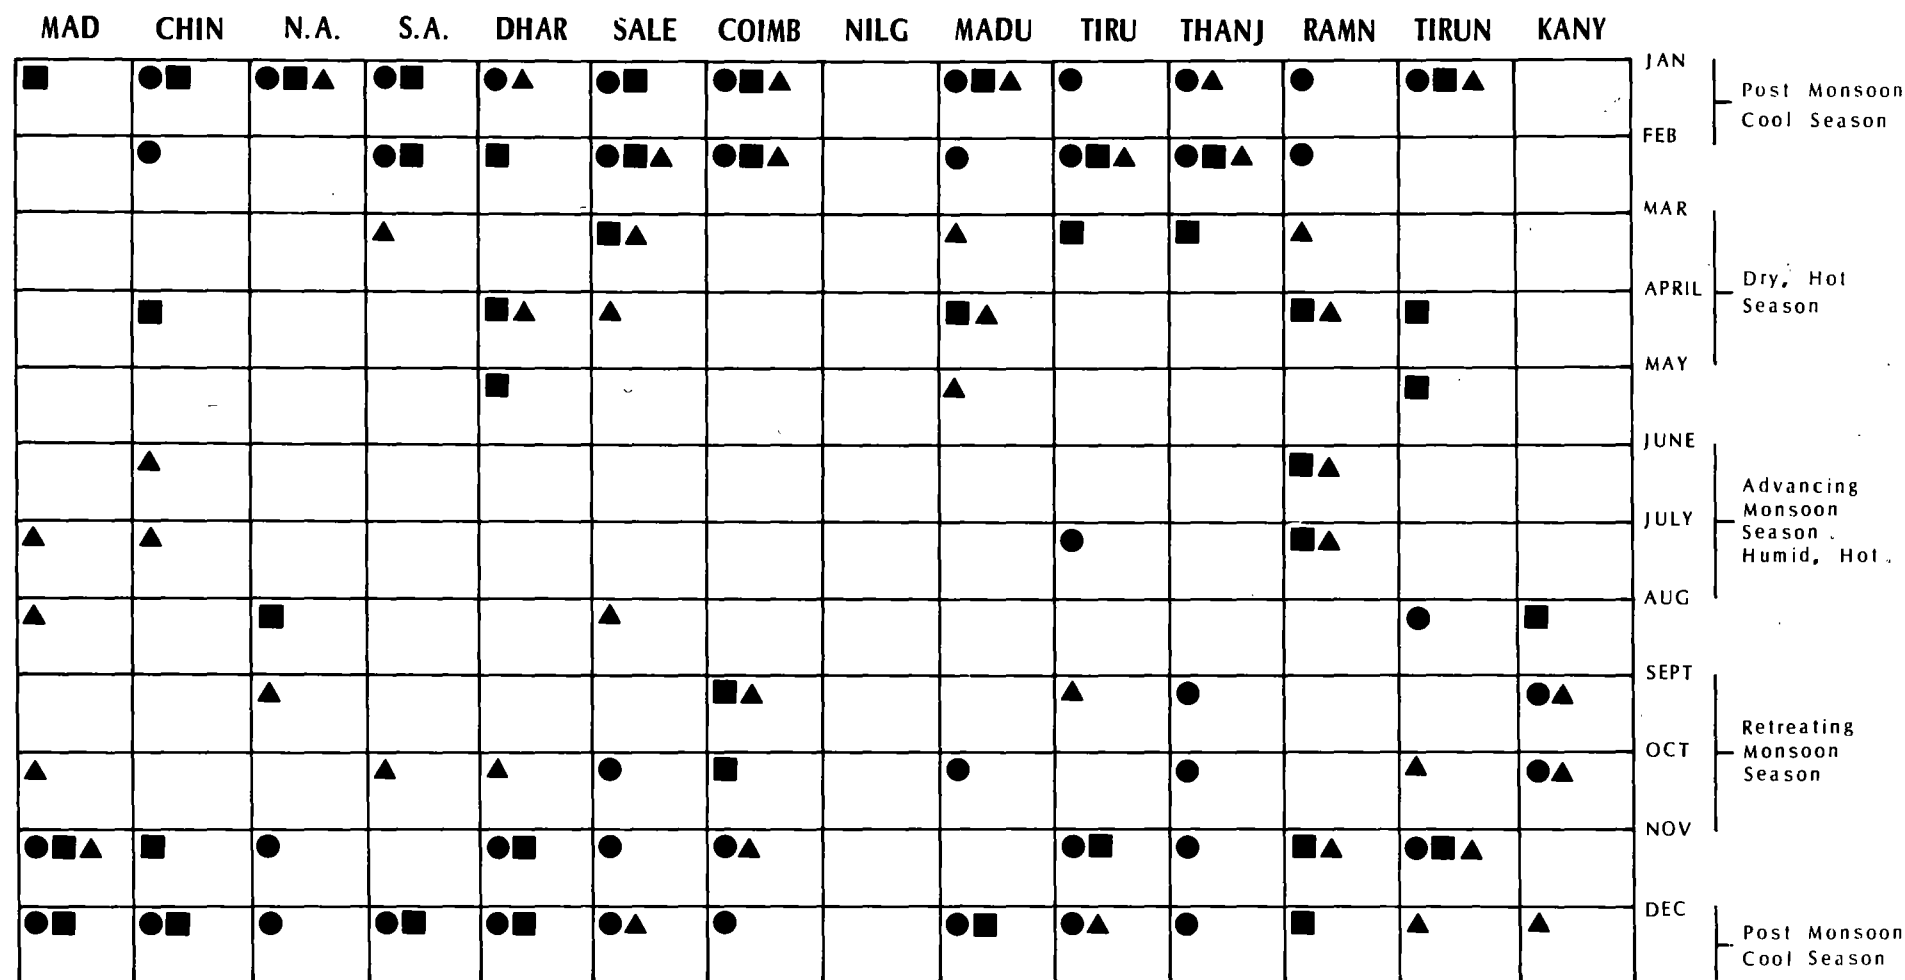 MAD CHIN N.A. S.A. DHAR SALE COIMB NILG MADU TIRU THANJ RAMN TIRUN KANY
JAN
Post Monsoon
Cool Season
FEB
MAR
APRIL
Dry, Hot
Season
MAY
JUNE
Advancing
Monsoon
JULY
Season
Humid, Hot
AUG
SEPT
Retreating
OCT
Monsoon
Season
NOV
DEC
Post Monsoon
Cool Season